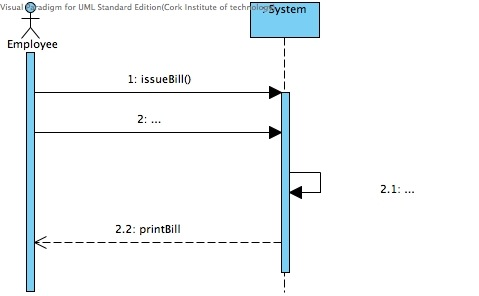 Visual Paradigm for UML Standard Edition(Cork Institute of technology
: System
Employee
1: issueBill()
2: ...
2.1: ...
2.2: printBill